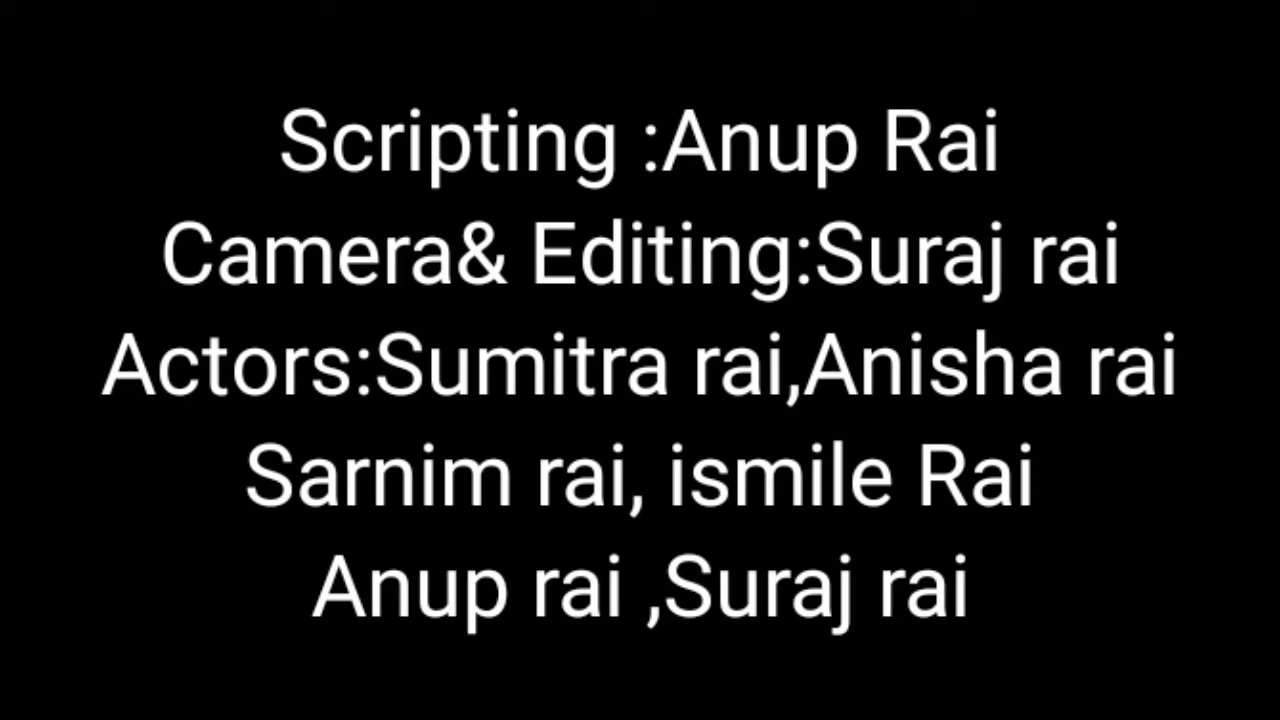 Scripting :Anup Rai
Camera& Editing:Suraj rai
Actors:Sumitra rai,Anisha rai
Sarnim rai, ismile Rai
Anup rai ,Suraj rai